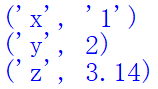 ('x', '1')
('y', 2)
('z', 3.14)